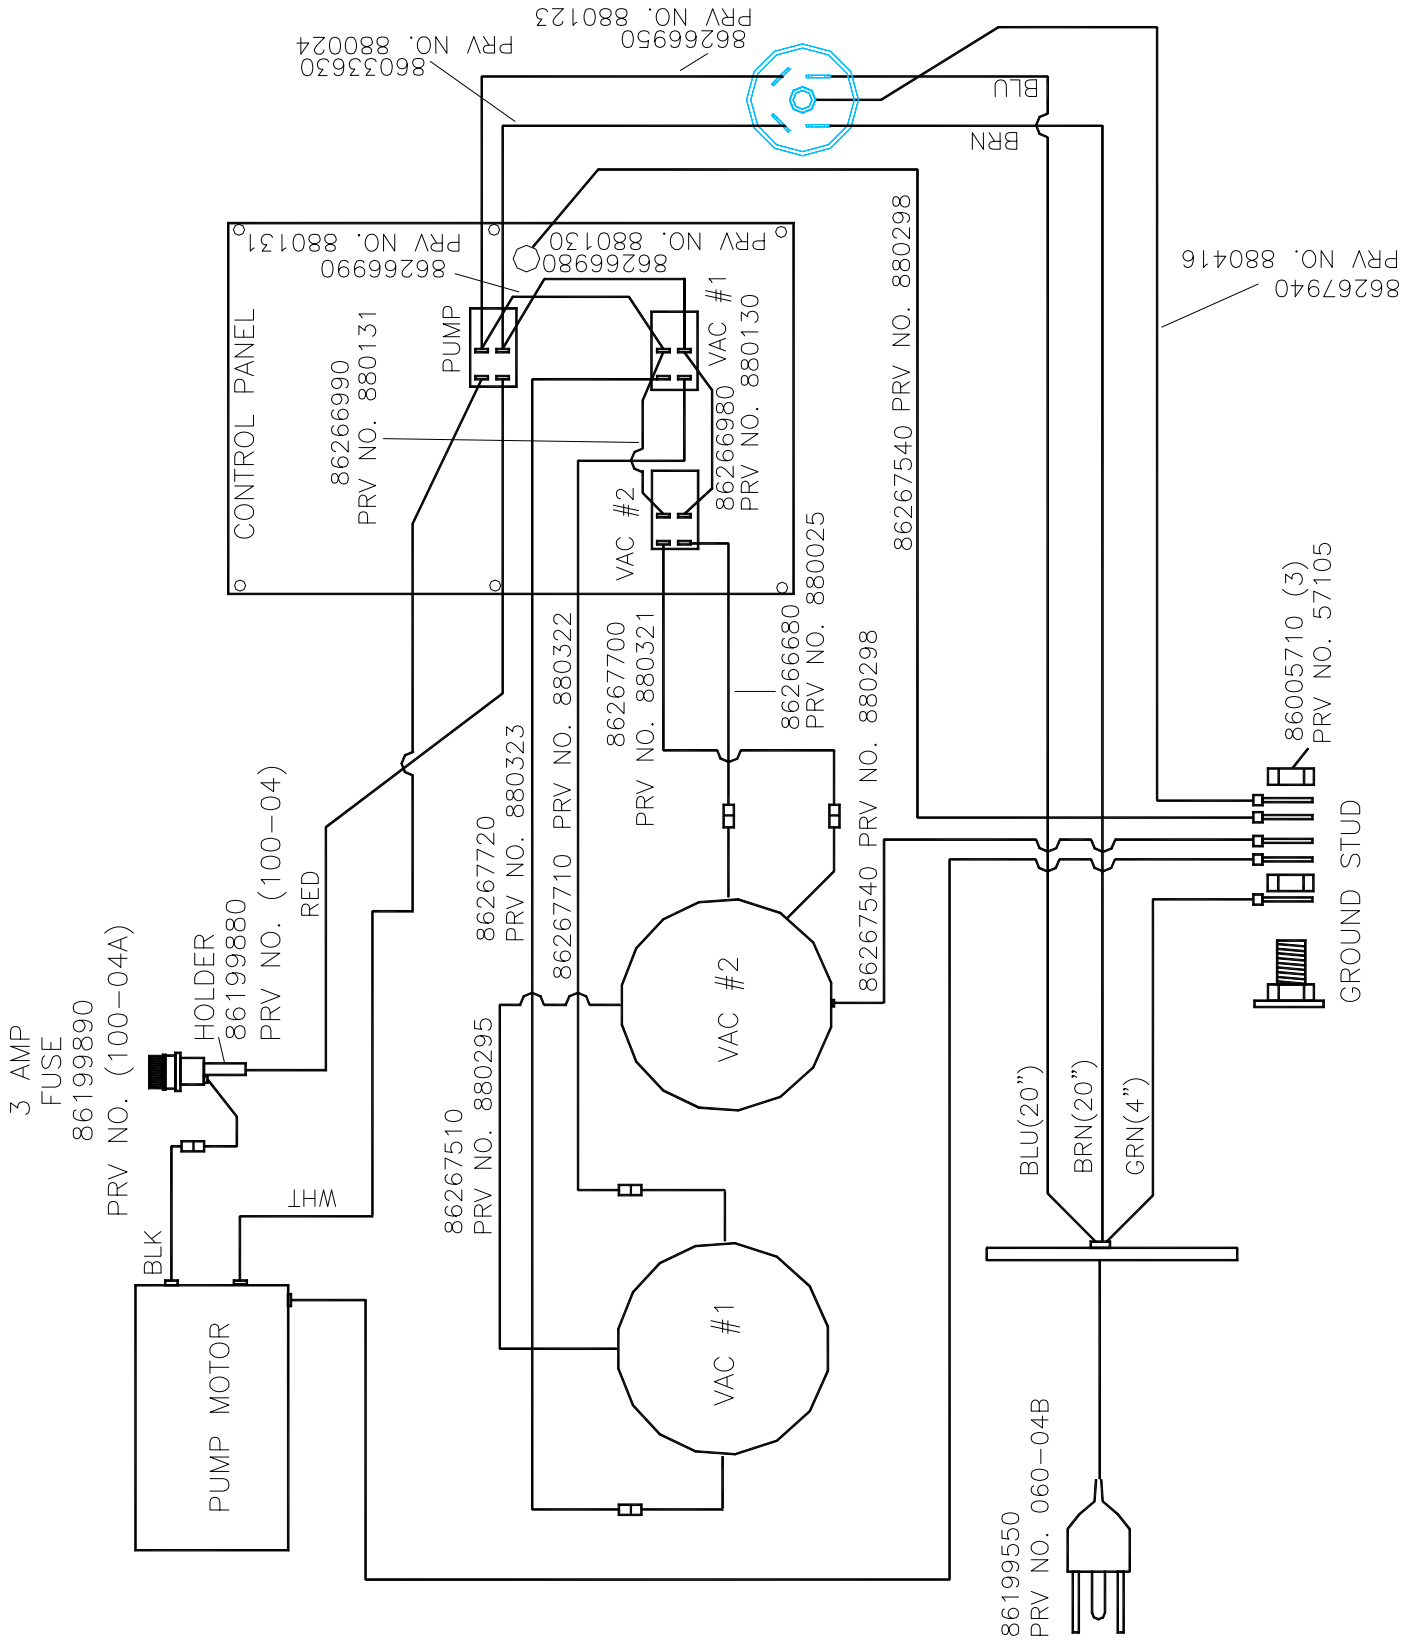 3 AMP
FUSE
86199890
PRV NO. (100-04A)
HOLDER
86199880
PRV NO. (100-04)
RED
BLK
WHT
PUMP MOTOR
CONTROL PANEL
86266990
PRV NO. 880131
PUMP
86266990
PRV NO. 880131
86266980
PRV NO. 880130
VAC #1
86266980
PRV NO. 880130
VAC #2
86033630
PRV NO. 880024
86266950
PRV NO. 880123
BLU
BRN
86267540 PRV NO. 880298
86267940
PRV NO. 880416
86267720
PRV NO. 880323
86267710 PRV NO. 880322
86267700
PRV NO. 880321
86266680
PRV NO. 880025
86267540 PRV NO. 880298
86267510
PRV NO. 880295
VAC #2
VAC #1
86005710 (3)
PRV NO. 57105
GROUND STUD
BLU(20")
BRN(20")
GRN(4")
86199550
PRV NO. 060-04B